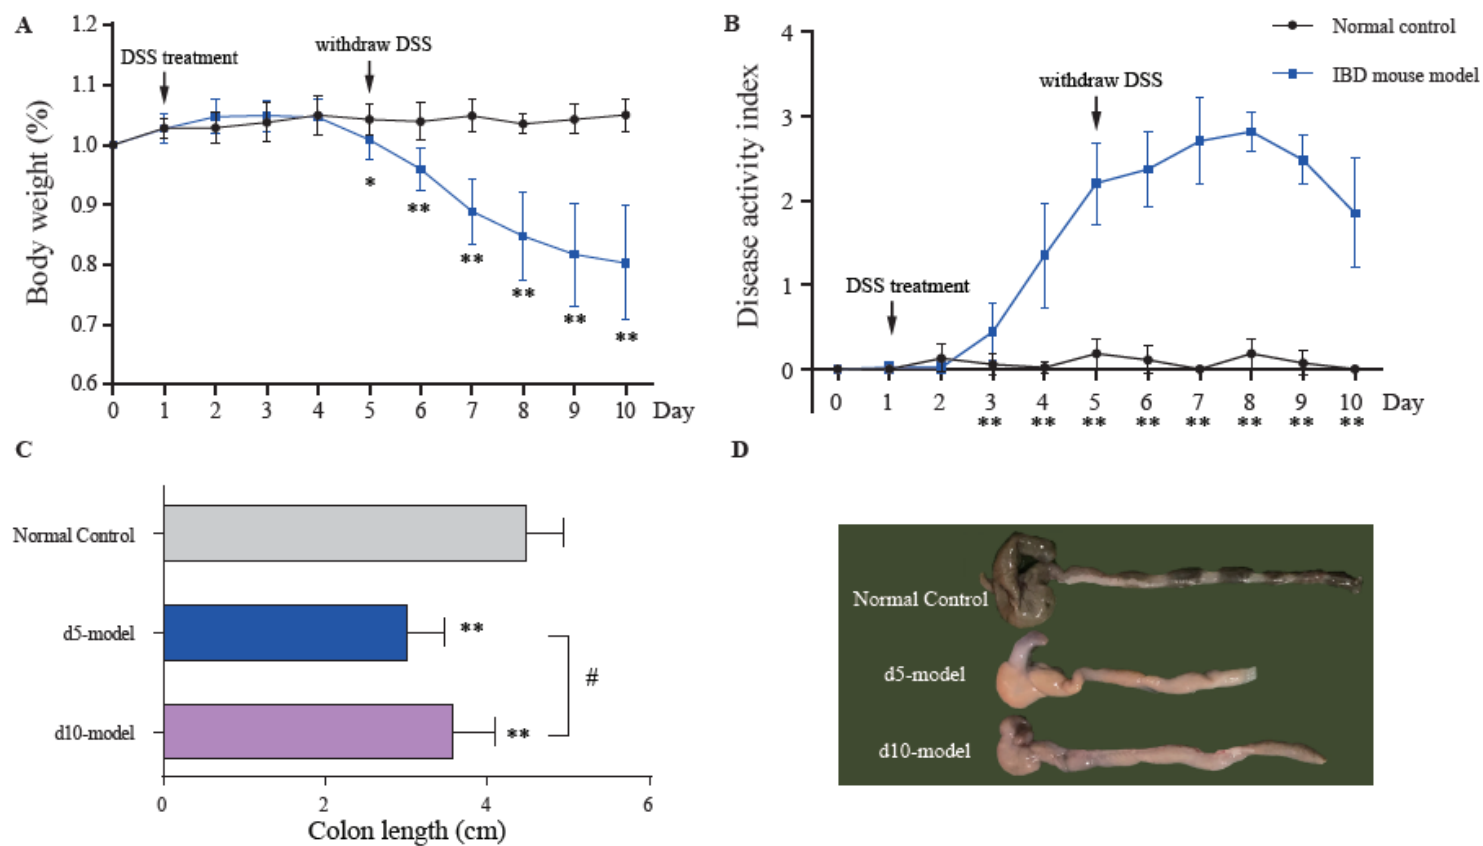 A
1.2
1.1
1.0
0.9
0.8
0.7
0.6
Body weight (%)
DSS treatment
withdraw DSS
*
**
**
**
**
**
0 1 2 3 4 5 6 7 8 9 10 Day
B
4
3
2
1
0
Disease activity index
DSS treatment
withdraw DSS
Normal control
IBD mouse model
0 1 2 3 4 5 6 7 8 9 10 Day
** ** ** ** ** ** ** **
C
Normal Control
d5-model
**
d10-model
**
#
0 2 4 6
Colon length (cm)
D
Normal Control
d5-model
d10-model